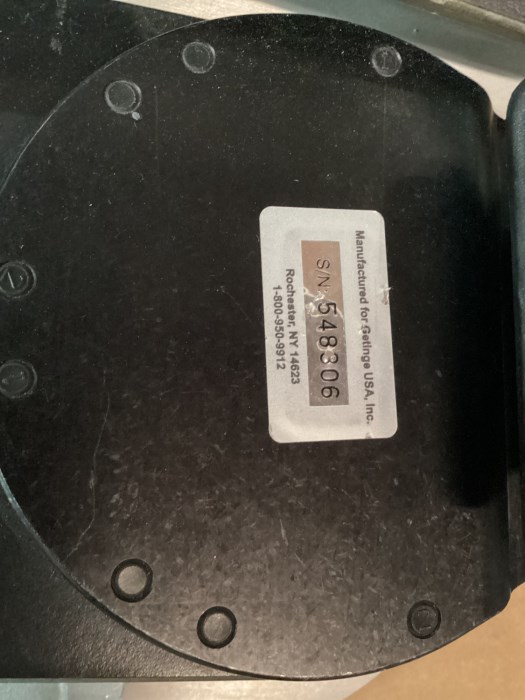 Manufactured for Getinge USA, Inc.
S/N: 548306
Rochester, NY 14623
1-800-950-9912